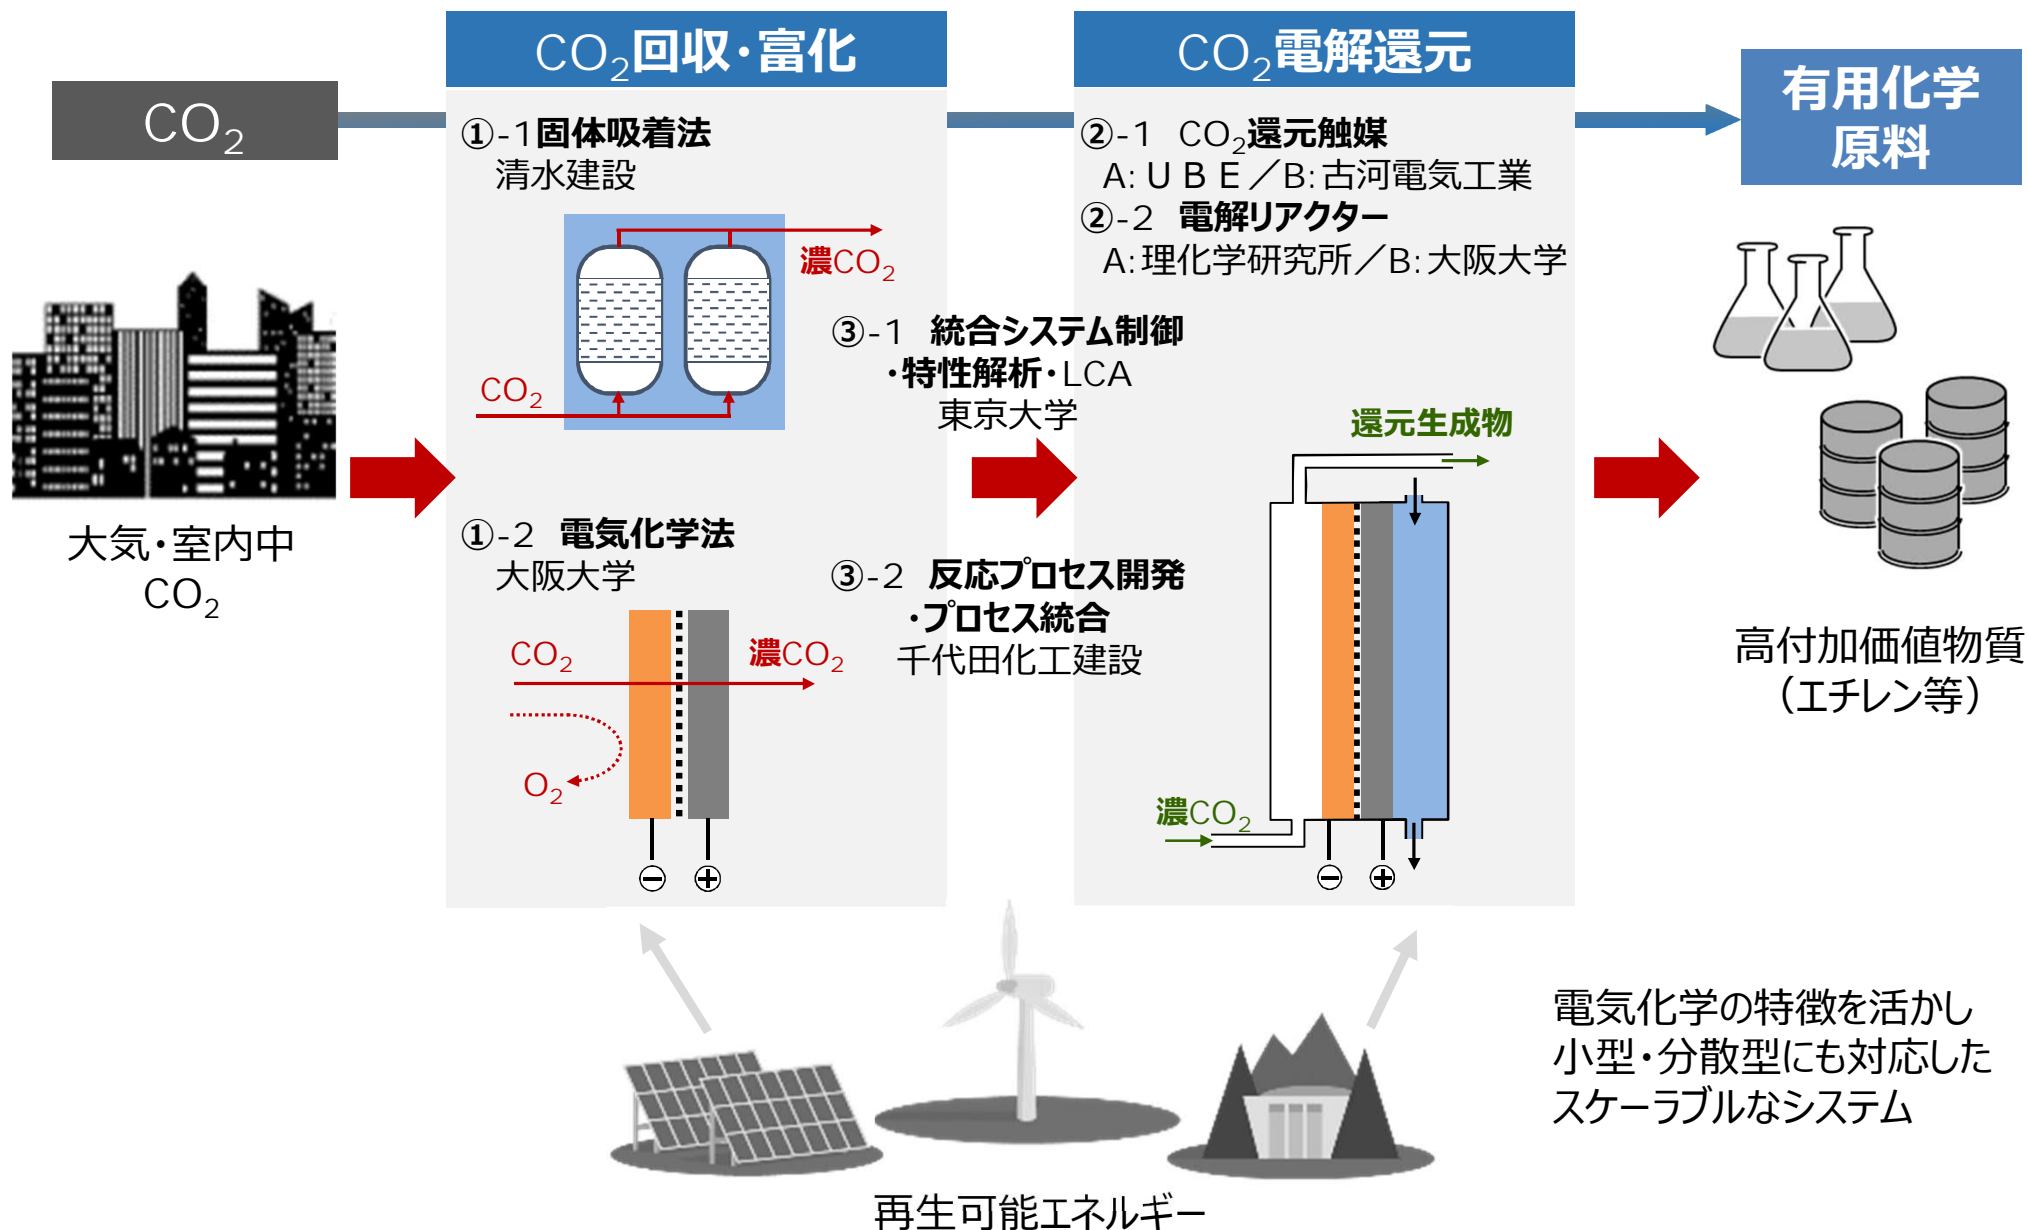 CO₂
CO₂回収・富化
CO₂電解還元
有用化学
原料
①-1固体吸着法
清水建設
濃CO₂
CO₂
①-2 電気化学法
大阪大学
CO₂
濃CO₂
O₂
⊖ ⊕
②-1 CO₂還元触媒
A:ＵＢＥ／B:古河電気工業
②-2 電解リアクター
A:理化学研究所／B:大阪大学
③-1 統合システム制御
・特性解析・LCA
東京大学
③-2 反応プロセス開発
・プロセス統合
千代田化工建設
還元生成物
濃CO₂
⊖ ⊕
大気・室内中
CO₂
高付加価値物質
（エチレン等）
電気化学の特徴を活かし
小型・分散型にも対応した
スケーラブルなシステム
再生可能エネルギー